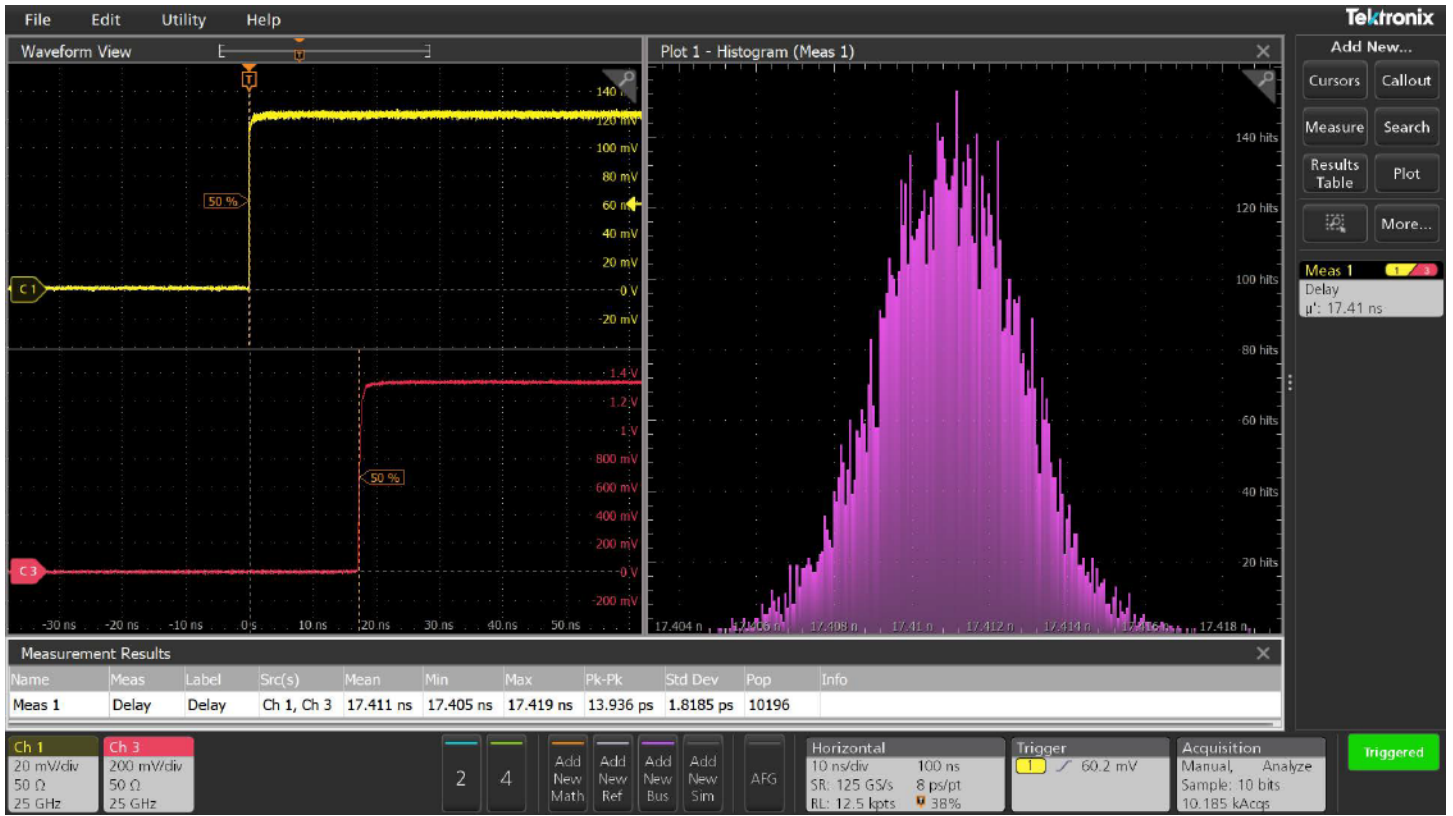 File Edit Utility Help
Tektronix
Waveform View
T
T
140
120 mV
100 mV
80 mV
50 %
60 m
40 mV
20 mV
C 1
0 V
-20 mV
1.4 V
1.2 V
1 V
800 mV
50 %
600 mV
400 mV
200 mV
C 3
0 V
-200 mV
-30 ns -20 ns -10 ns 0 s 10 ns 20 ns 30 ns 40 ns 50 ns
Plot 1 - Histogram (Meas 1)
140 hits
120 hits
100 hits
80 hits
60 hits
40 hits
20 hits
17.404 n 17.406 n 17.408 n 17.41 n 17.412 n 17.414 n 17.416 n 17.418 n
Add New...
Cursors Callout
Measure Search
Results Table Plot
More...
Meas 1 1 3
Delay
µ': 17.41 ns
Measurement Results
Name Meas Label Src(s) Mean Min Max Pk-Pk Std Dev Pop Info
Meas 1 Delay Delay Ch 1, Ch 3 17.411 ns 17.405 ns 17.419 ns 13.936 ps 1.8185 ps 10196
Ch 1
20 mV/div
50 Ω
25 GHz
Ch 3
200 mV/div
50 Ω
25 GHz
2
4
Add New Math
Add New Ref
Add New Bus
Add New Sim
AFG
Horizontal
10 ns/div 100 ns
SR: 125 GS/s 8 ps/pt
RL: 12.5 kpts 38%
Trigger
1 60.2 mV
Acquisition
Manual, Analyze
Sample: 10 bits
10.185 kAcqs
Triggered